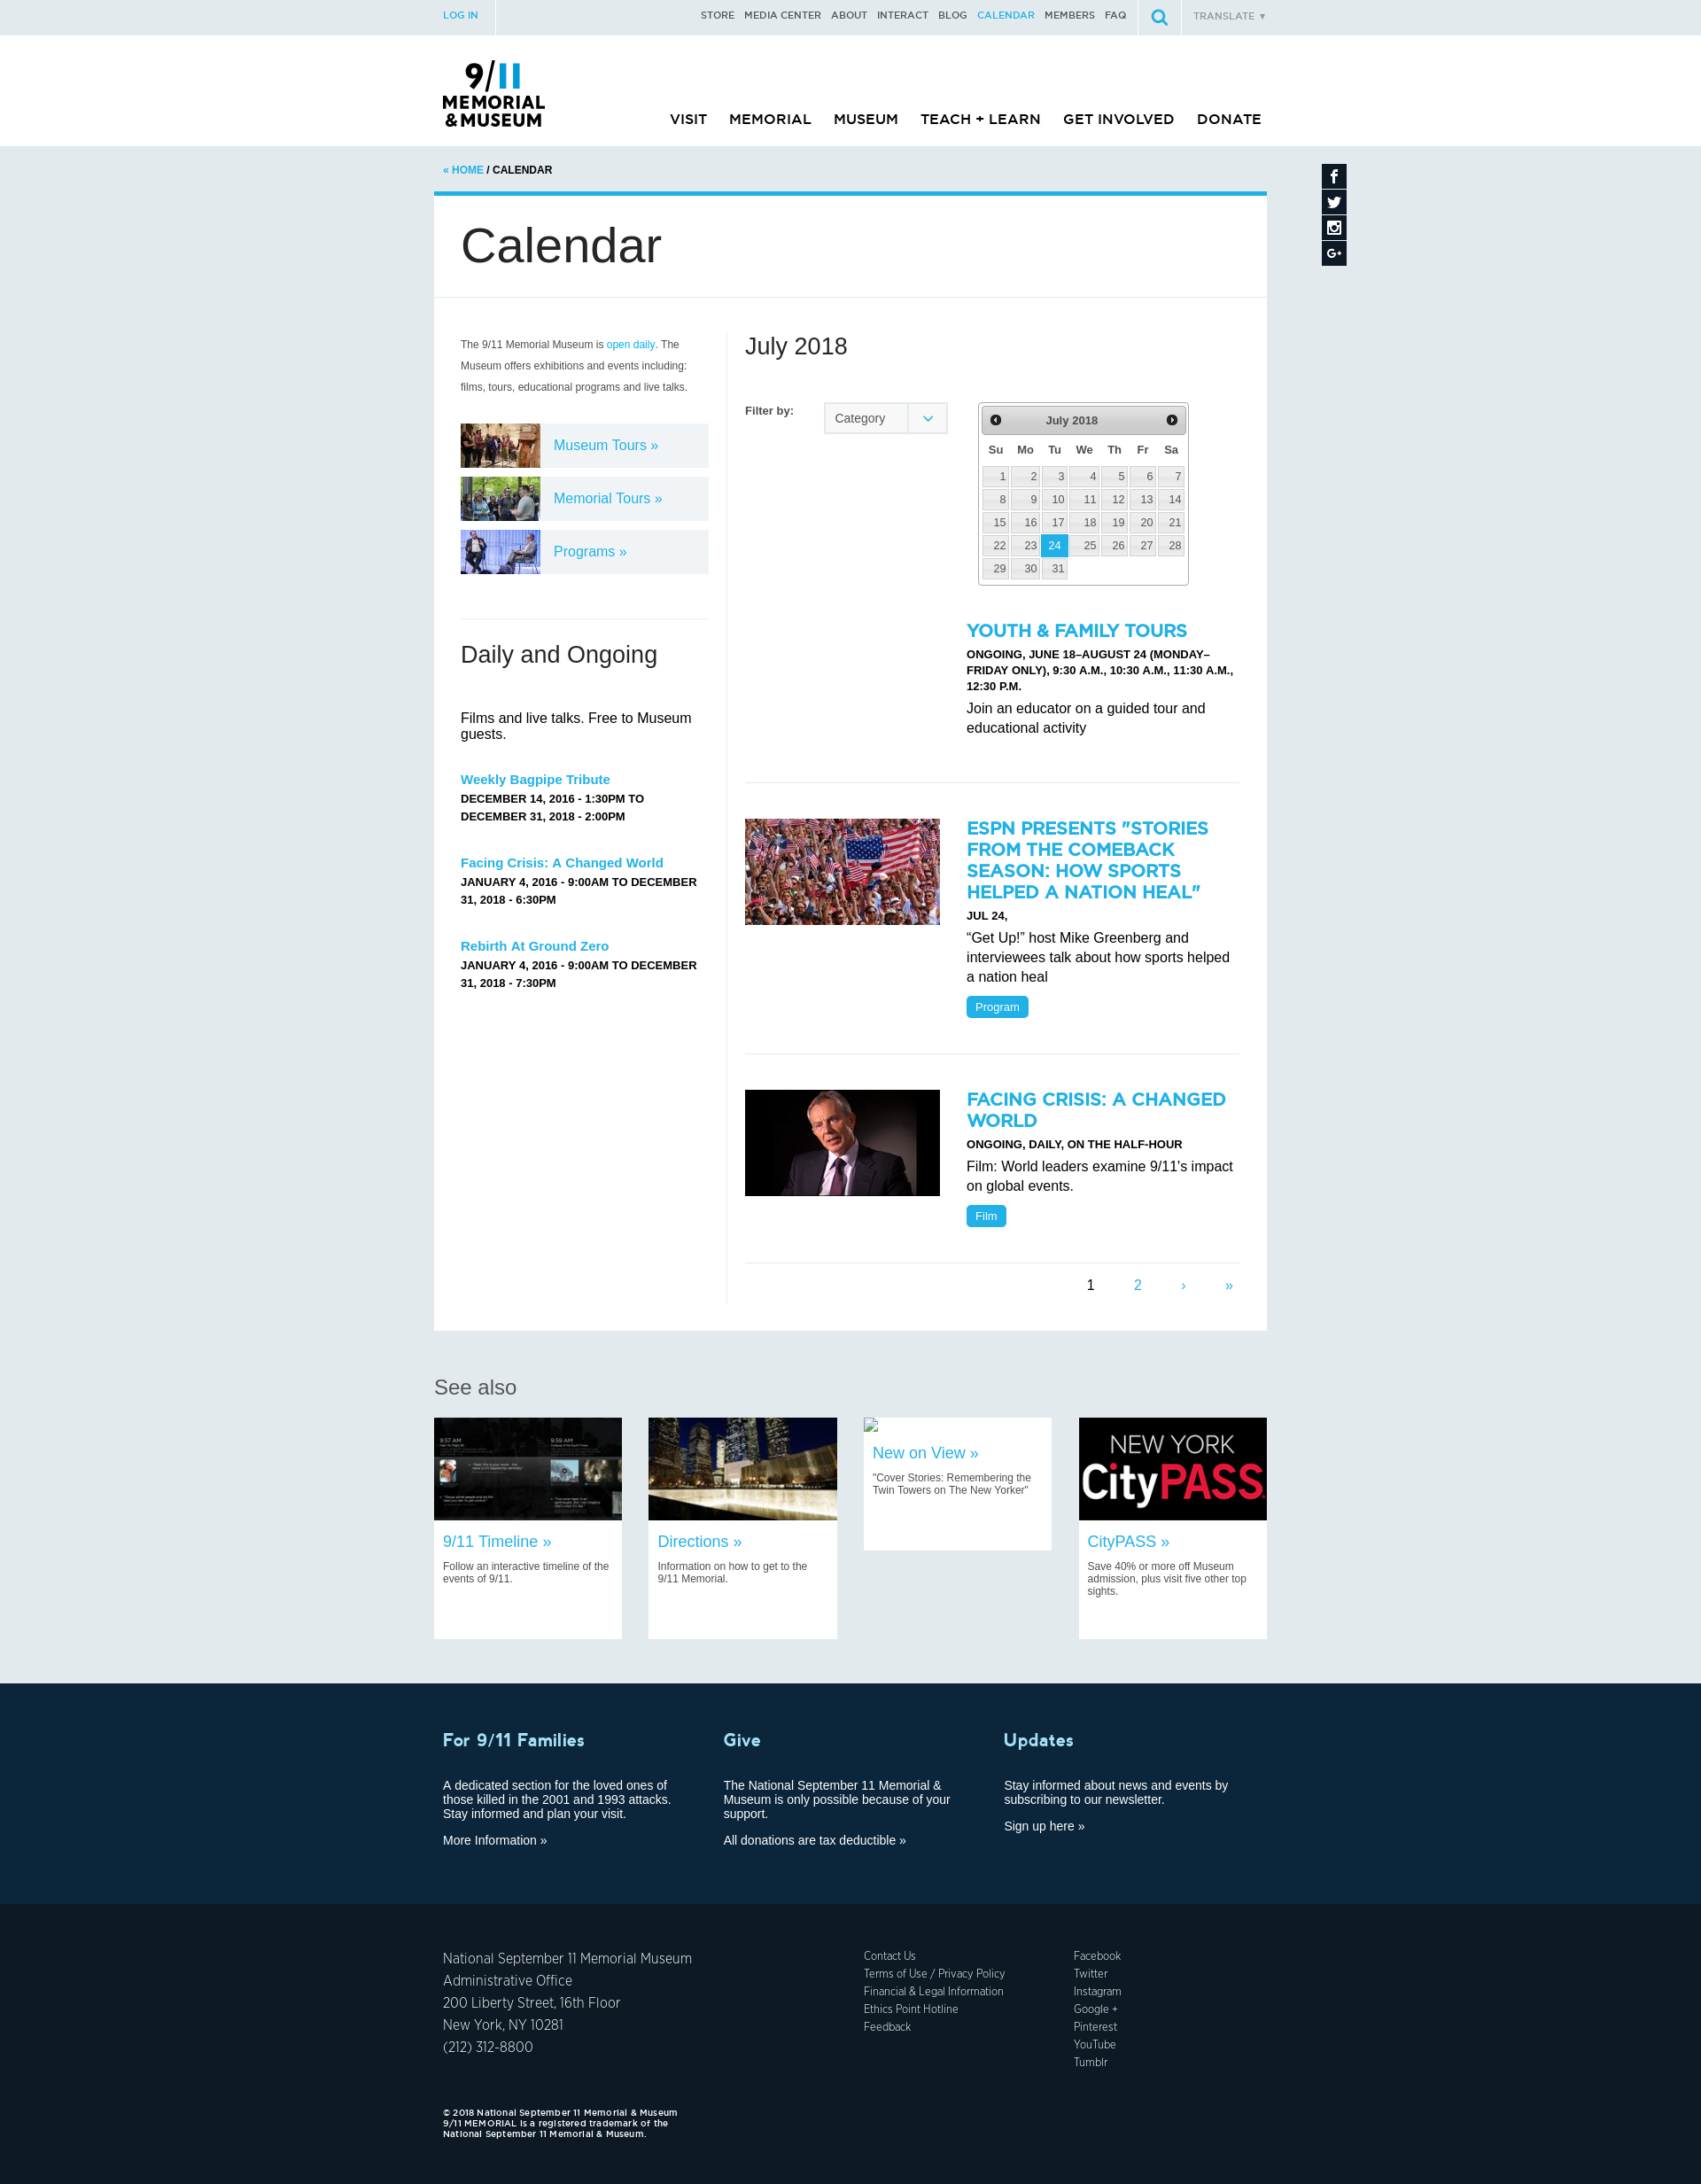 LOG IN
STORE MEDIA CENTER ABOUT INTERACT BLOG CALENDAR MEMBERS FAQ
TRANSLATE ▼
9/11
MEMORIAL
&MUSEUM
VISIT MEMORIAL MUSEUM TEACH + LEARN GET INVOLVED DONATE
« HOME / CALENDAR
Calendar
The 9/11 Memorial Museum is open daily. The
Museum offers exhibitions and events including:
films, tours, educational programs and live talks.
Museum Tours »
Memorial Tours »
Programs »
Daily and Ongoing
Films and live talks. Free to Museum
guests.
Weekly Bagpipe Tribute
DECEMBER 14, 2016 - 1:30PM TO
DECEMBER 31, 2018 - 2:00PM
Facing Crisis: A Changed World
JANUARY 4, 2016 - 9:00AM TO DECEMBER
31, 2018 - 6:30PM
Rebirth At Ground Zero
JANUARY 4, 2016 - 9:00AM TO DECEMBER
31, 2018 - 7:30PM
July 2018
Filter by:
Category
July 2018
Su Mo Tu We Th Fr Sa
1 2 3 4 5 6 7
8 9 10 11 12 13 14
15 16 17 18 19 20 21
22 23 24 25 26 27 28
29 30 31
YOUTH & FAMILY TOURS
ONGOING, JUNE 18–AUGUST 24 (MONDAY–
FRIDAY ONLY), 9:30 A.M., 10:30 A.M., 11:30 A.M.,
12:30 P.M.
Join an educator on a guided tour and
educational activity
ESPN PRESENTS "STORIES
FROM THE COMEBACK
SEASON: HOW SPORTS
HELPED A NATION HEAL"
JUL 24,
“Get Up!” host Mike Greenberg and
interviewees talk about how sports helped
a nation heal
Program
FACING CRISIS: A CHANGED
WORLD
ONGOING, DAILY, ON THE HALF-HOUR
Film: World leaders examine 9/11's impact
on global events.
Film
1 2 › »
See also
9:57 AM
9:59 AM
9/11 Timeline »
Follow an interactive timeline of the
events of 9/11.
Directions »
Information on how to get to the
9/11 Memorial.
New on View »
"Cover Stories: Remembering the
Twin Towers on The New Yorker"
NEW YORK
CityPASS
CityPASS »
Save 40% or more off Museum
admission, plus visit five other top
sights.
For 9/11 Families
A dedicated section for the loved ones of
those killed in the 2001 and 1993 attacks.
Stay informed and plan your visit.
More Information »
Give
The National September 11 Memorial &
Museum is only possible because of your
support.
All donations are tax deductible »
Updates
Stay informed about news and events by
subscribing to our newsletter.
Sign up here »
National September 11 Memorial Museum
Administrative Office
200 Liberty Street, 16th Floor
New York, NY 10281
(212) 312-8800
Contact Us
Terms of Use / Privacy Policy
Financial & Legal Information
Ethics Point Hotline
Feedback
Facebook
Twitter
Instagram
Google +
Pinterest
YouTube
Tumblr
© 2018 National September 11 Memorial & Museum
9/11 MEMORIAL is a registered trademark of the
National September 11 Memorial & Museum.